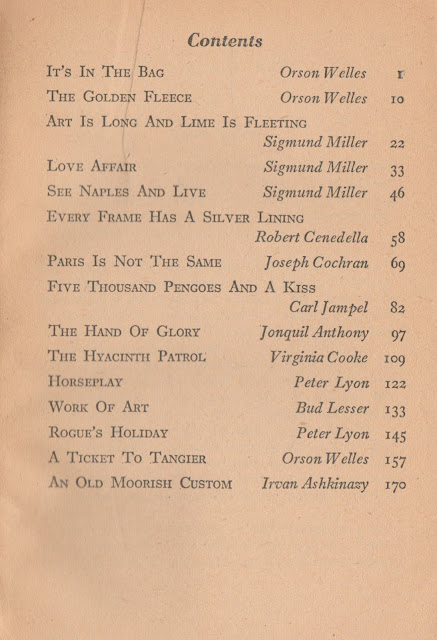 Contents
It's In The Bag Orson Welles 1
The Golden Fleece Orson Welles 10
Art Is Long And Lime Is Fleeting
Sigmund Miller 22
Love Affair Sigmund Miller 33
See Naples And Live Sigmund Miller 46
Every Frame Has A Silver Lining
Robert Cenedella 58
Paris Is Not The Same Joseph Cochran 69
Five Thousand Pengoes And A Kiss
Carl Jampel 82
The Hand Of Glory Jonquil Anthony 97
The Hyacinth Patrol Virginia Cooke 109
Horseplay Peter Lyon 122
Work Of Art Bud Lesser 133
Rogue's Holiday Peter Lyon 145
A Ticket To Tangier Orson Welles 157
An Old Moorish Custom Irvan Ashkinazy 170